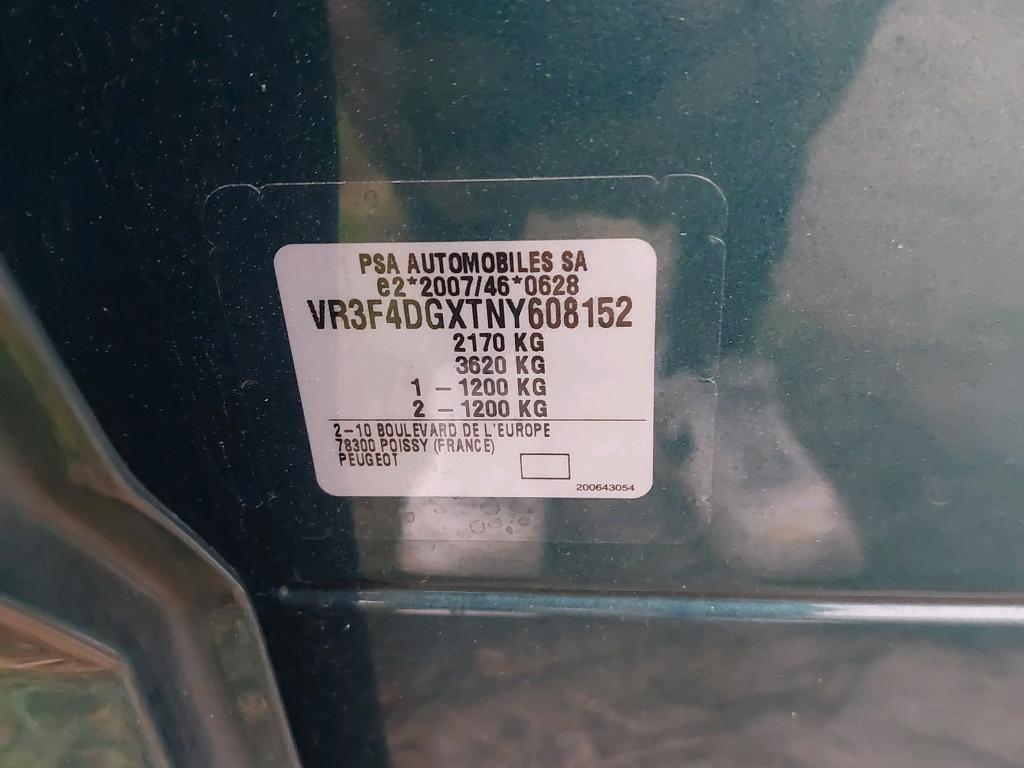 PSA AUTOMOBILES SA
e2*2007/46*0628
VR3F4DGXTNY608152
2170 KG
3620 KG
1 – 1200 KG
2 – 1200 KG
2–10 BOULEVARD DE L'EUROPE
78300 POISSY (FRANCE)
PEUGEOT
200643054